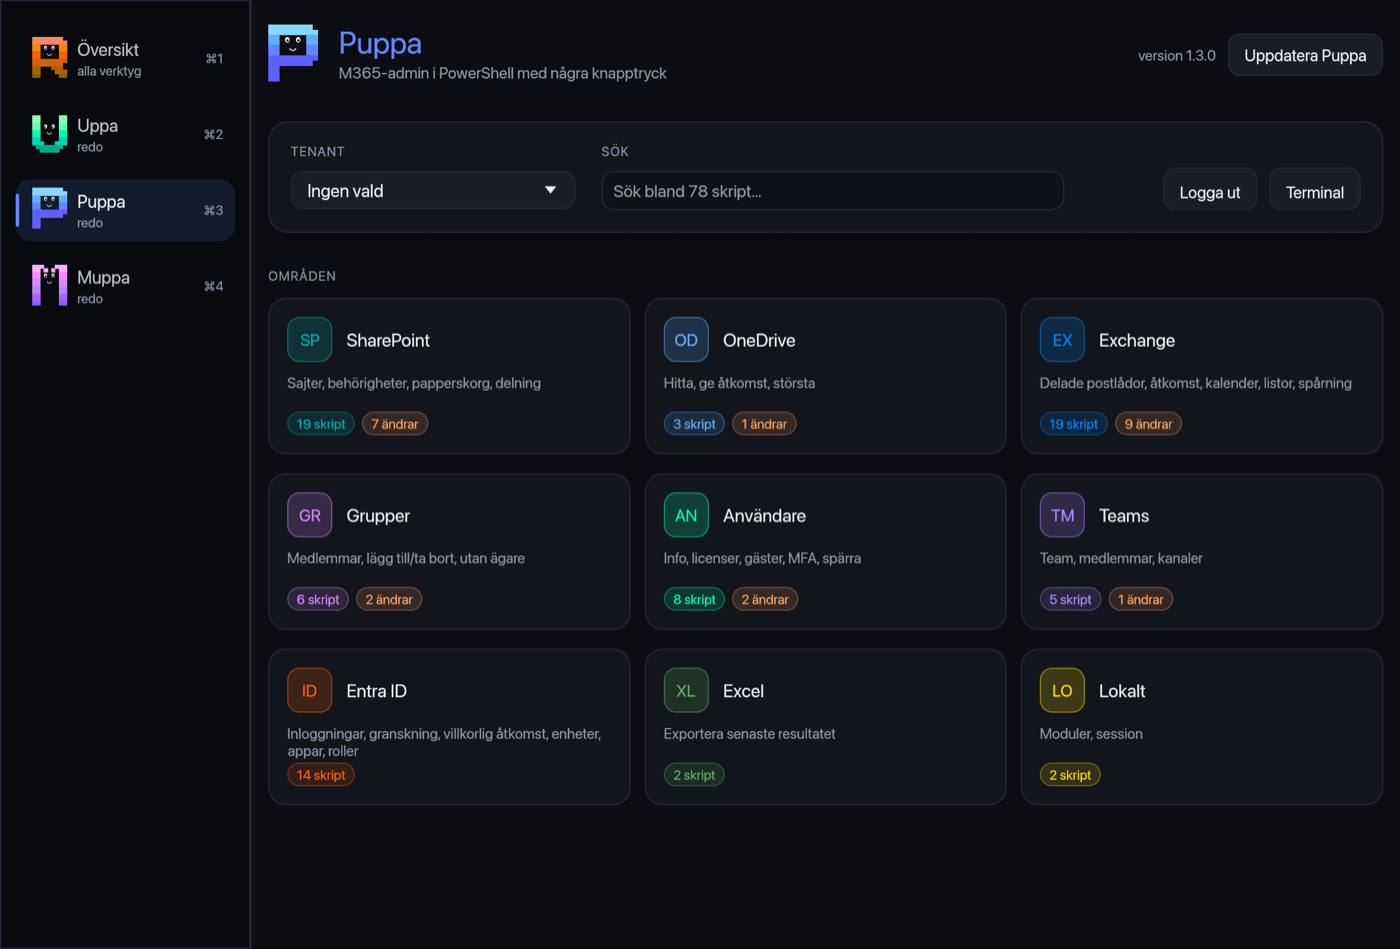 Översikt
alla verktyg
⌘1
Uppa
redo
⌘2
Puppa
redo
⌘3
Muppa
redo
⌘4
Puppa
M365-admin i PowerShell med några knapptryck
version 1.3.0
Uppdatera Puppa
TENANT
Ingen vald
SÖK
Sök bland 78 skript...
Logga ut
Terminal
OMRÅDEN
SP
SharePoint
Sajter, behörigheter, papperskorg, delning
19 skript
7 ändrar
OD
OneDrive
Hitta, ge åtkomst, största
3 skript
1 ändrar
EX
Exchange
Delade postlådor, åtkomst, kalender, listor, spårning
19 skript
9 ändrar
GR
Grupper
Medlemmar, lägg till/ta bort, utan ägare
6 skript
2 ändrar
AN
Användare
Info, licenser, gäster, MFA, spärra
8 skript
2 ändrar
TM
Teams
Team, medlemmar, kanaler
5 skript
1 ändrar
ID
Entra ID
Inloggningar, granskning, villkorlig åtkomst, enheter,
appar, roller
14 skript
XL
Excel
Exportera senaste resultatet
2 skript
LO
Lokalt
Moduler, session
2 skript